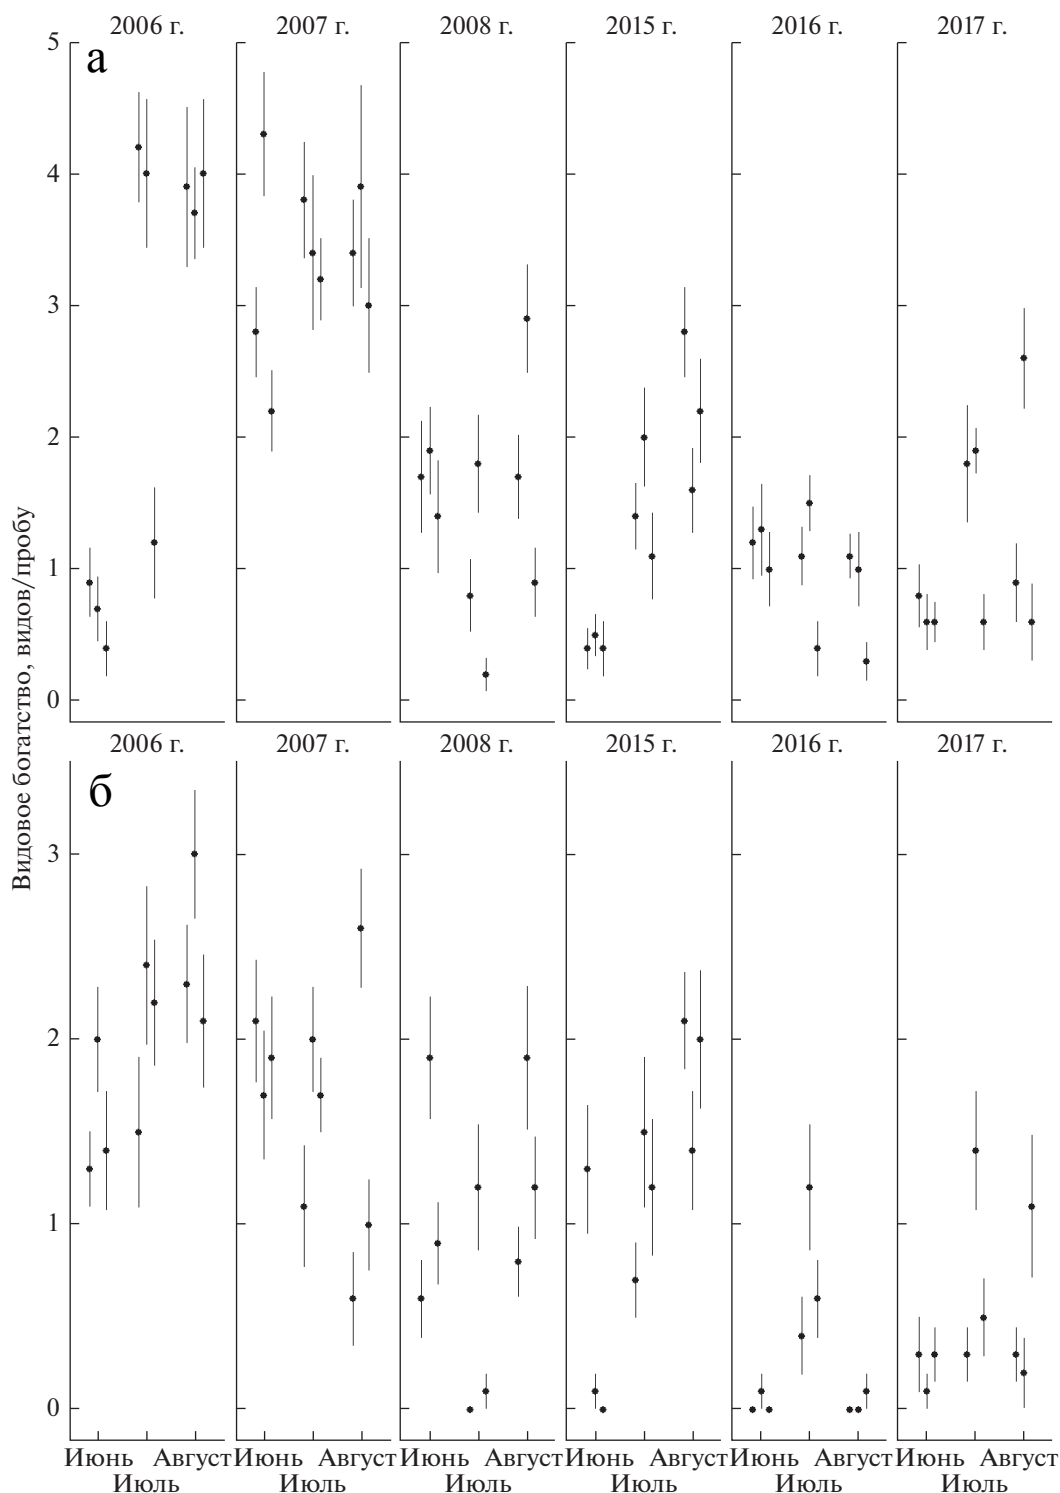 2006 г. 2007 г. 2008 г. 2015 г. 2016 г. 2017 г.
а
5
4
3
2
1
0
Видовое богатство, видов/пробу
2006 г. 2007 г. 2008 г. 2015 г. 2016 г. 2017 г.
б
3
2
1
0
Июнь Август Июнь Август Июнь Август Июнь Август Июнь Август Июнь Август
Июль Июль Июль Июль Июль Июль